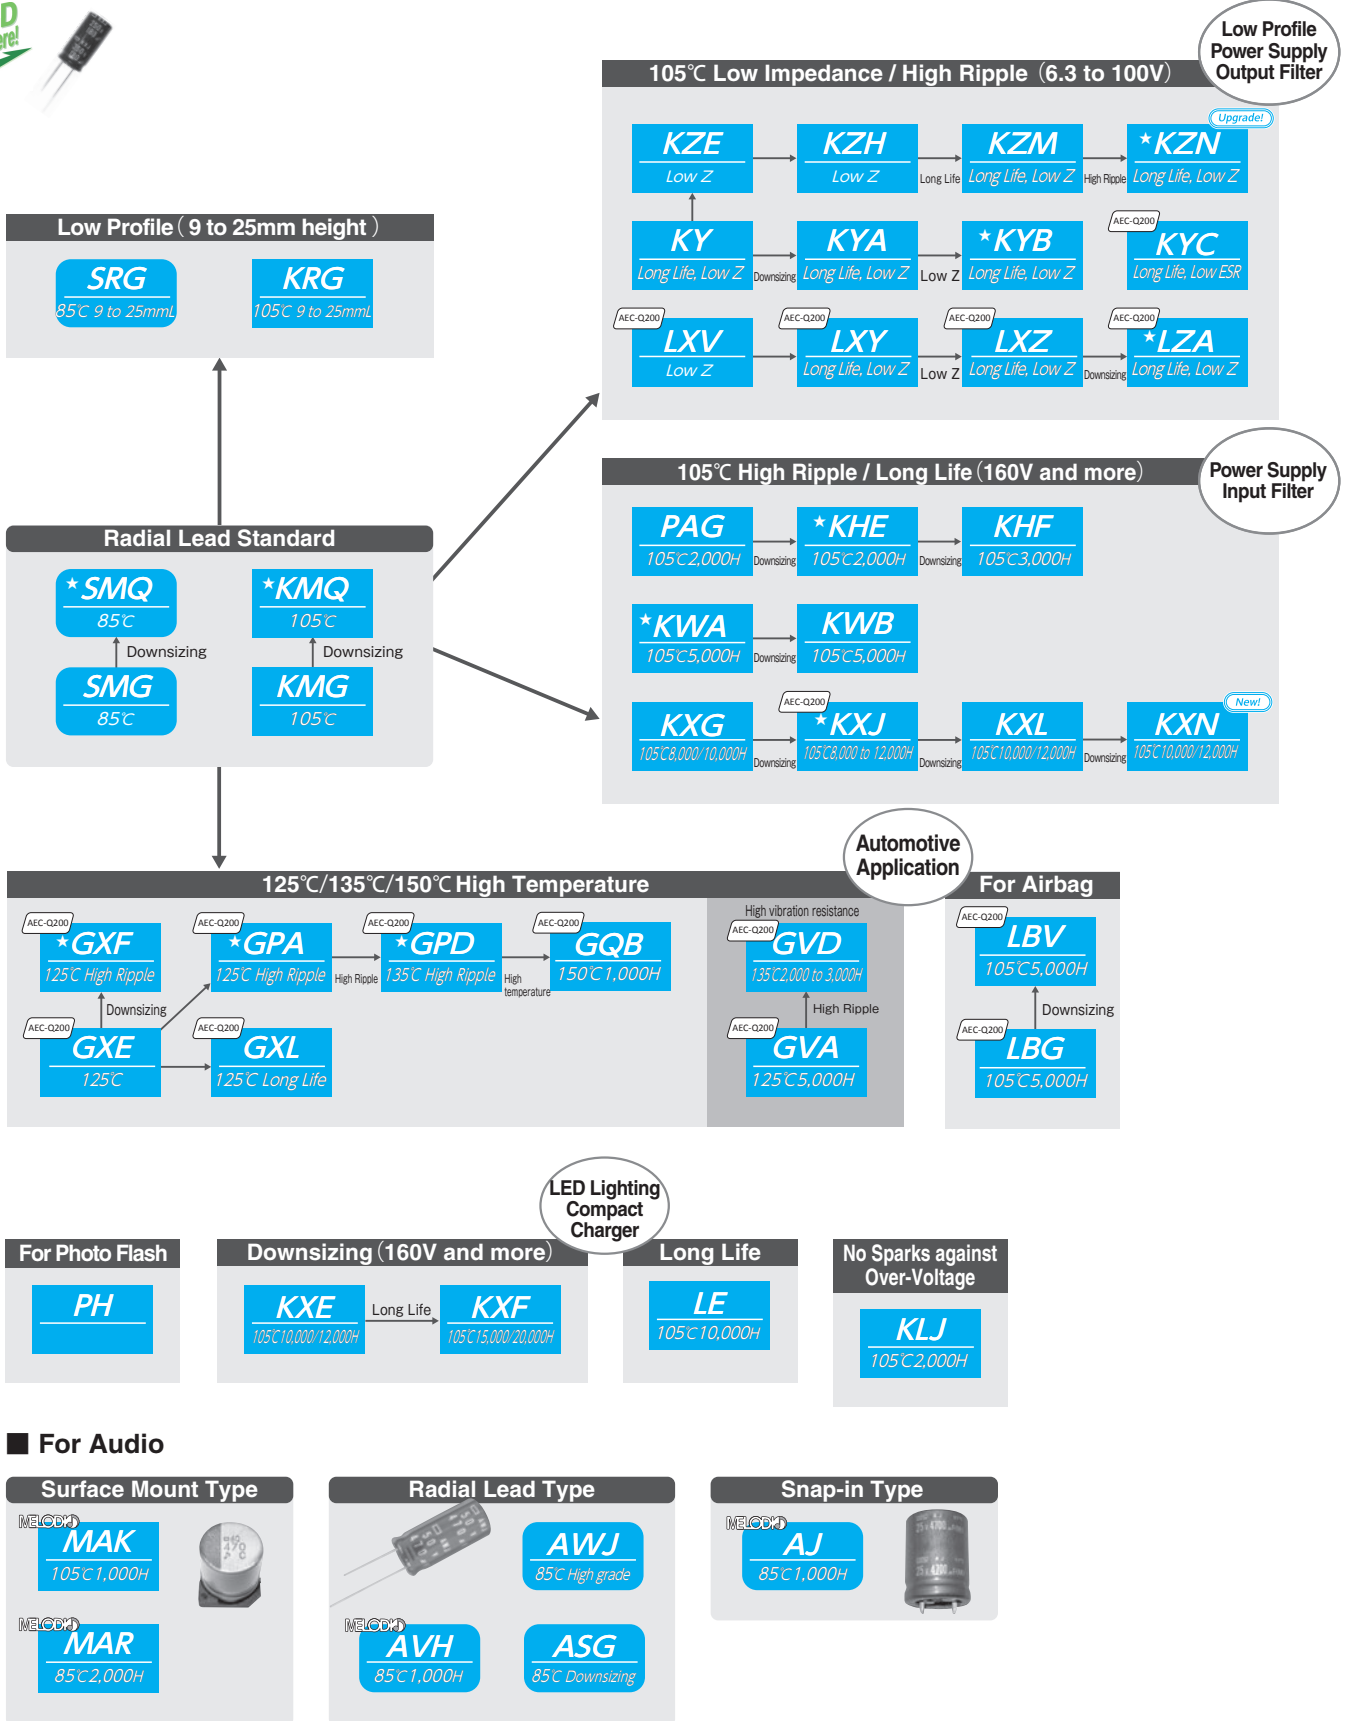 Low Profile
Power Supply
Output Filter
105℃ Low Impedance / High Ripple (6.3 to 100V)
Upgrade!
KZE
Low Z
KZH
Low Z
Long Life
KZM
Long Life, Low Z
High Ripple
★KZN
Long Life, Low Z
KY
Long Life, Low Z
Downsizing
KYA
Long Life, Low Z
Low Z
★KYB
Long Life, Low Z
AEC-Q200
KYC
Long Life, Low ESR
AEC-Q200
LXV
Low Z
AEC-Q200
LXY
Long Life, Low Z
Low Z
AEC-Q200
LXZ
Long Life, Low Z
Downsizing
AEC-Q200
★LZA
Long Life, Low Z
Low Profile (9 to 25mm height)
SRG
85℃ 9 to 25mmL
KRG
105℃ 9 to 25mmL
Power Supply
Input Filter
105℃ High Ripple / Long Life (160V and more)
PAG
105℃2,000H
Downsizing
★KHE
105℃2,000H
Downsizing
KHF
105℃3,000H
★KWA
105℃5,000H
Downsizing
KWB
105℃5,000H
KXG
105℃8,000/10,000H
Downsizing
AEC-Q200
★KXJ
105℃8,000 to 12,000H
Downsizing
KXL
105℃10,000/12,000H
Downsizing
New!
KXN
105℃10,000/12,000H
Radial Lead Standard
★SMQ
85℃
Downsizing
SMG
85℃
★KMQ
105℃
Downsizing
KMG
105℃
Automotive
Application
125℃/135℃/150℃ High Temperature
AEC-Q200
★GXF
125℃ High Ripple
Downsizing
AEC-Q200
GXE
125℃
AEC-Q200
★GPA
125℃ High Ripple
High Ripple
AEC-Q200
★GPD
135℃ High Ripple
High
temperature
AEC-Q200
GQB
150℃1,000H
AEC-Q200
GXL
125℃ Long Life
High vibration resistance
AEC-Q200
GVD
135℃2,000 to 3,000H
High Ripple
AEC-Q200
GVA
125℃5,000H
For Airbag
AEC-Q200
LBV
105℃5,000H
Downsizing
AEC-Q200
LBG
105℃5,000H
LED Lighting
Compact
Charger
For Photo Flash
PH
Downsizing (160V and more)
KXE
105℃10,000/12,000H
Long Life
KXF
105℃15,000/20,000H
Long Life
LE
105℃10,000H
No Sparks against
Over-Voltage
KLJ
105℃2,000H
■ For Audio
Surface Mount Type
MELODIO
MAK
105℃1,000H
MELODIO
MAR
85℃2,000H
Radial Lead Type
AWJ
85℃ High grade
MELODIO
AVH
85℃1,000H
ASG
85℃ Downsizing
Snap-in Type
MELODIO
AJ
85℃1,000H